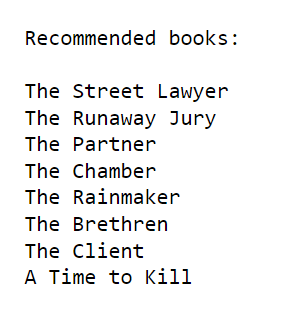 Recommended books:
The Street Lawyer
The Runaway Jury
The Partner
The Chamber
The Rainmaker
The Brethren
The Client
A Time to Kill